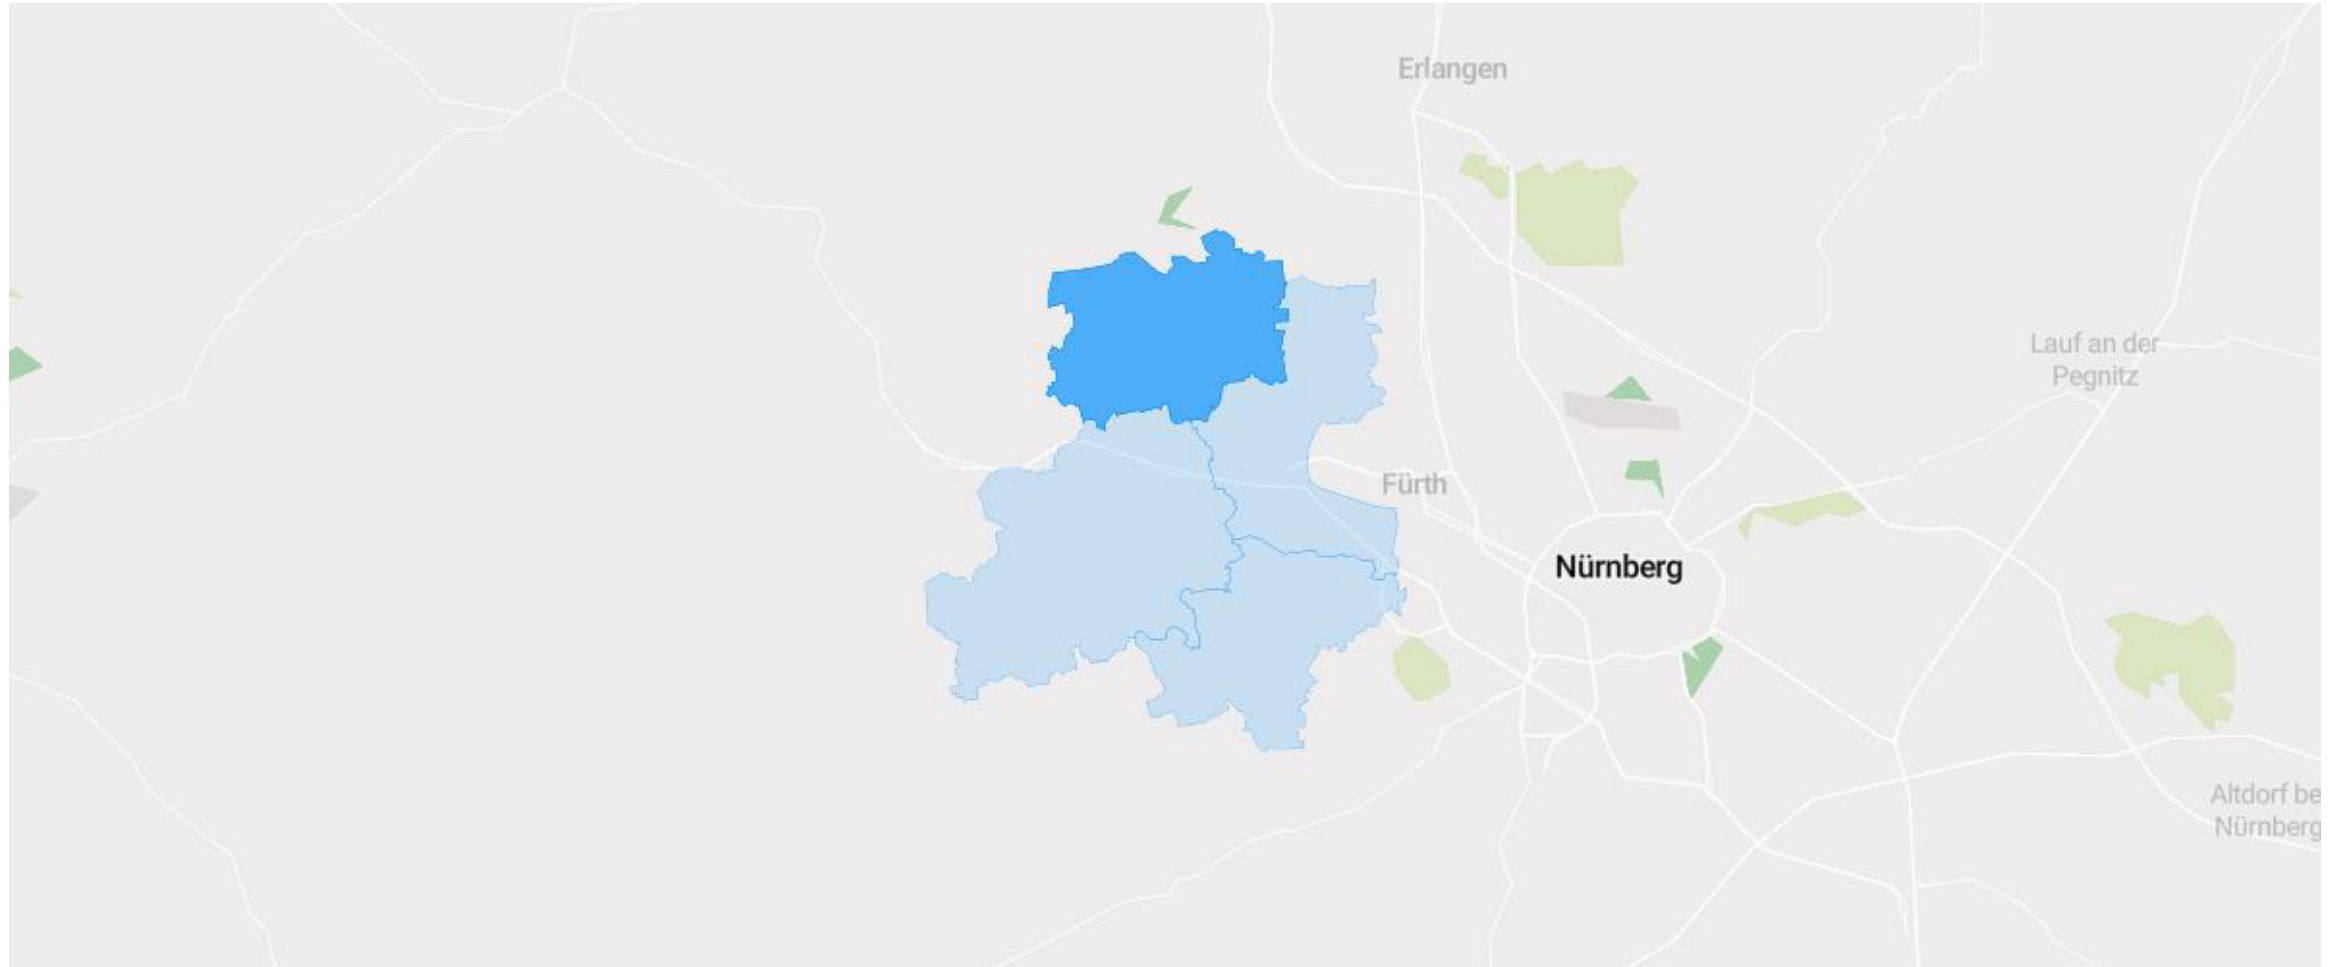 Erlangen
Lauf an der
Pegnitz
Fürth
Nürnberg
Altdorf be
Nürnberg